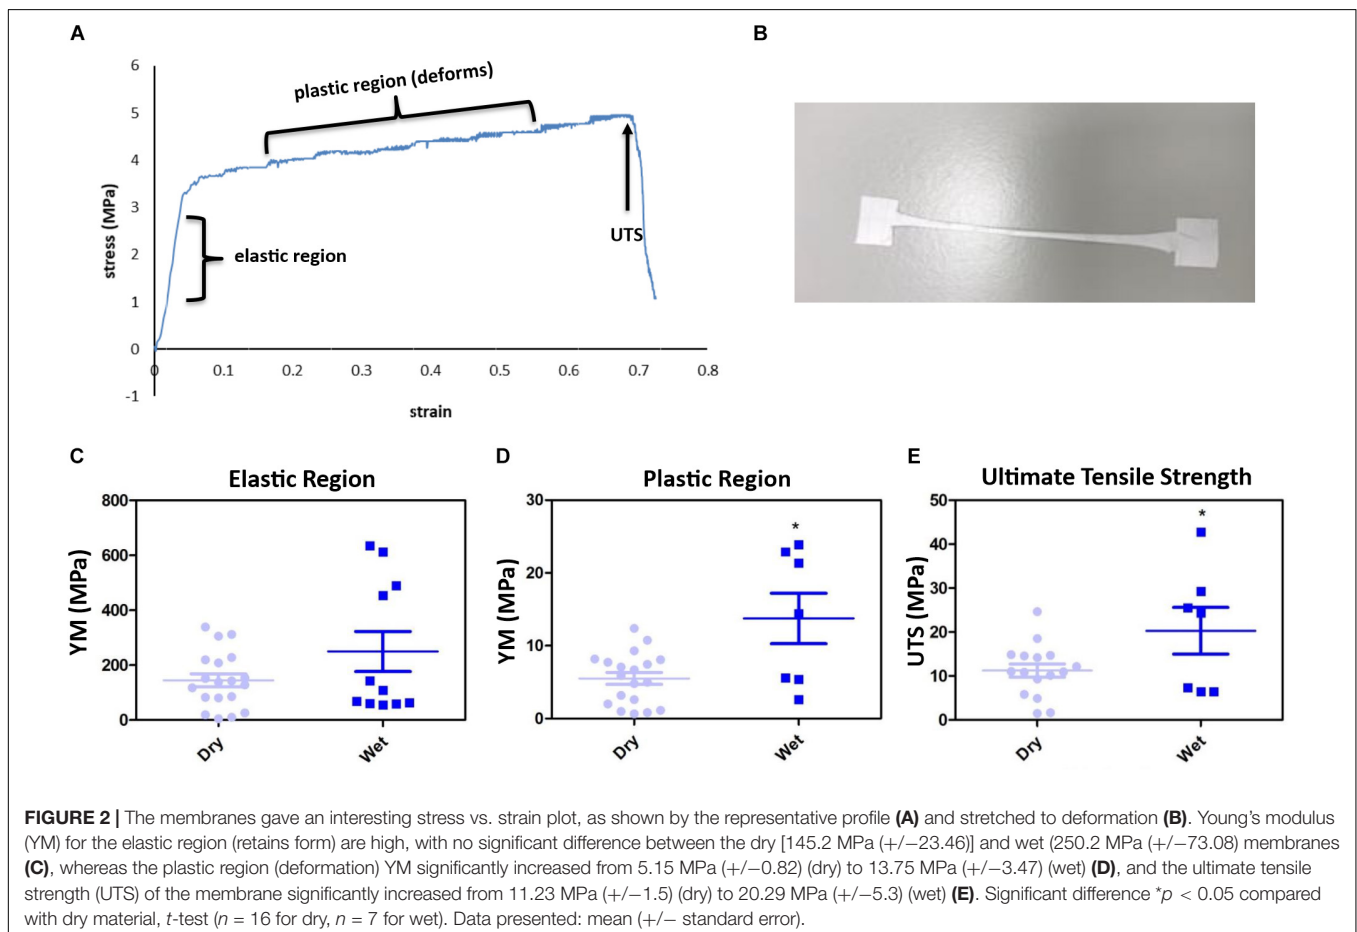 A
6
5
4
3
2
1
0
-1
stress (MPa)
plastic region (deforms)
elastic region
UTS
0 0.1 0.2 0.3 0.4 0.5 0.6 0.7 0.8
strain
B
C
Elastic Region
YM (MPa)
800
600
400
200
0
Dry Wet
D
Plastic Region
YM (MPa)
30
20
10
0
*
Dry Wet
E
Ultimate Tensile Strength
UTS (MPa)
50
40
30
20
10
0
*
Dry Wet
FIGURE 2 | The membranes gave an interesting stress vs. strain plot, as shown by the representative profile (A) and stretched to deformation (B). Young's modulus
(YM) for the elastic region (retains form) are high, with no significant difference between the dry [145.2 MPa (+/−23.46)] and wet (250.2 MPa (+/−73.08) membranes
(C), whereas the plastic region (deformation) YM significantly increased from 5.15 MPa (+/−0.82) (dry) to 13.75 MPa (+/−3.47) (wet) (D), and the ultimate tensile
strength (UTS) of the membrane significantly increased from 11.23 MPa (+/−1.5) (dry) to 20.29 MPa (+/−5.3) (wet) (E). Significant difference *p < 0.05 compared
with dry material, t-test (n = 16 for dry, n = 7 for wet). Data presented: mean (+/− standard error).